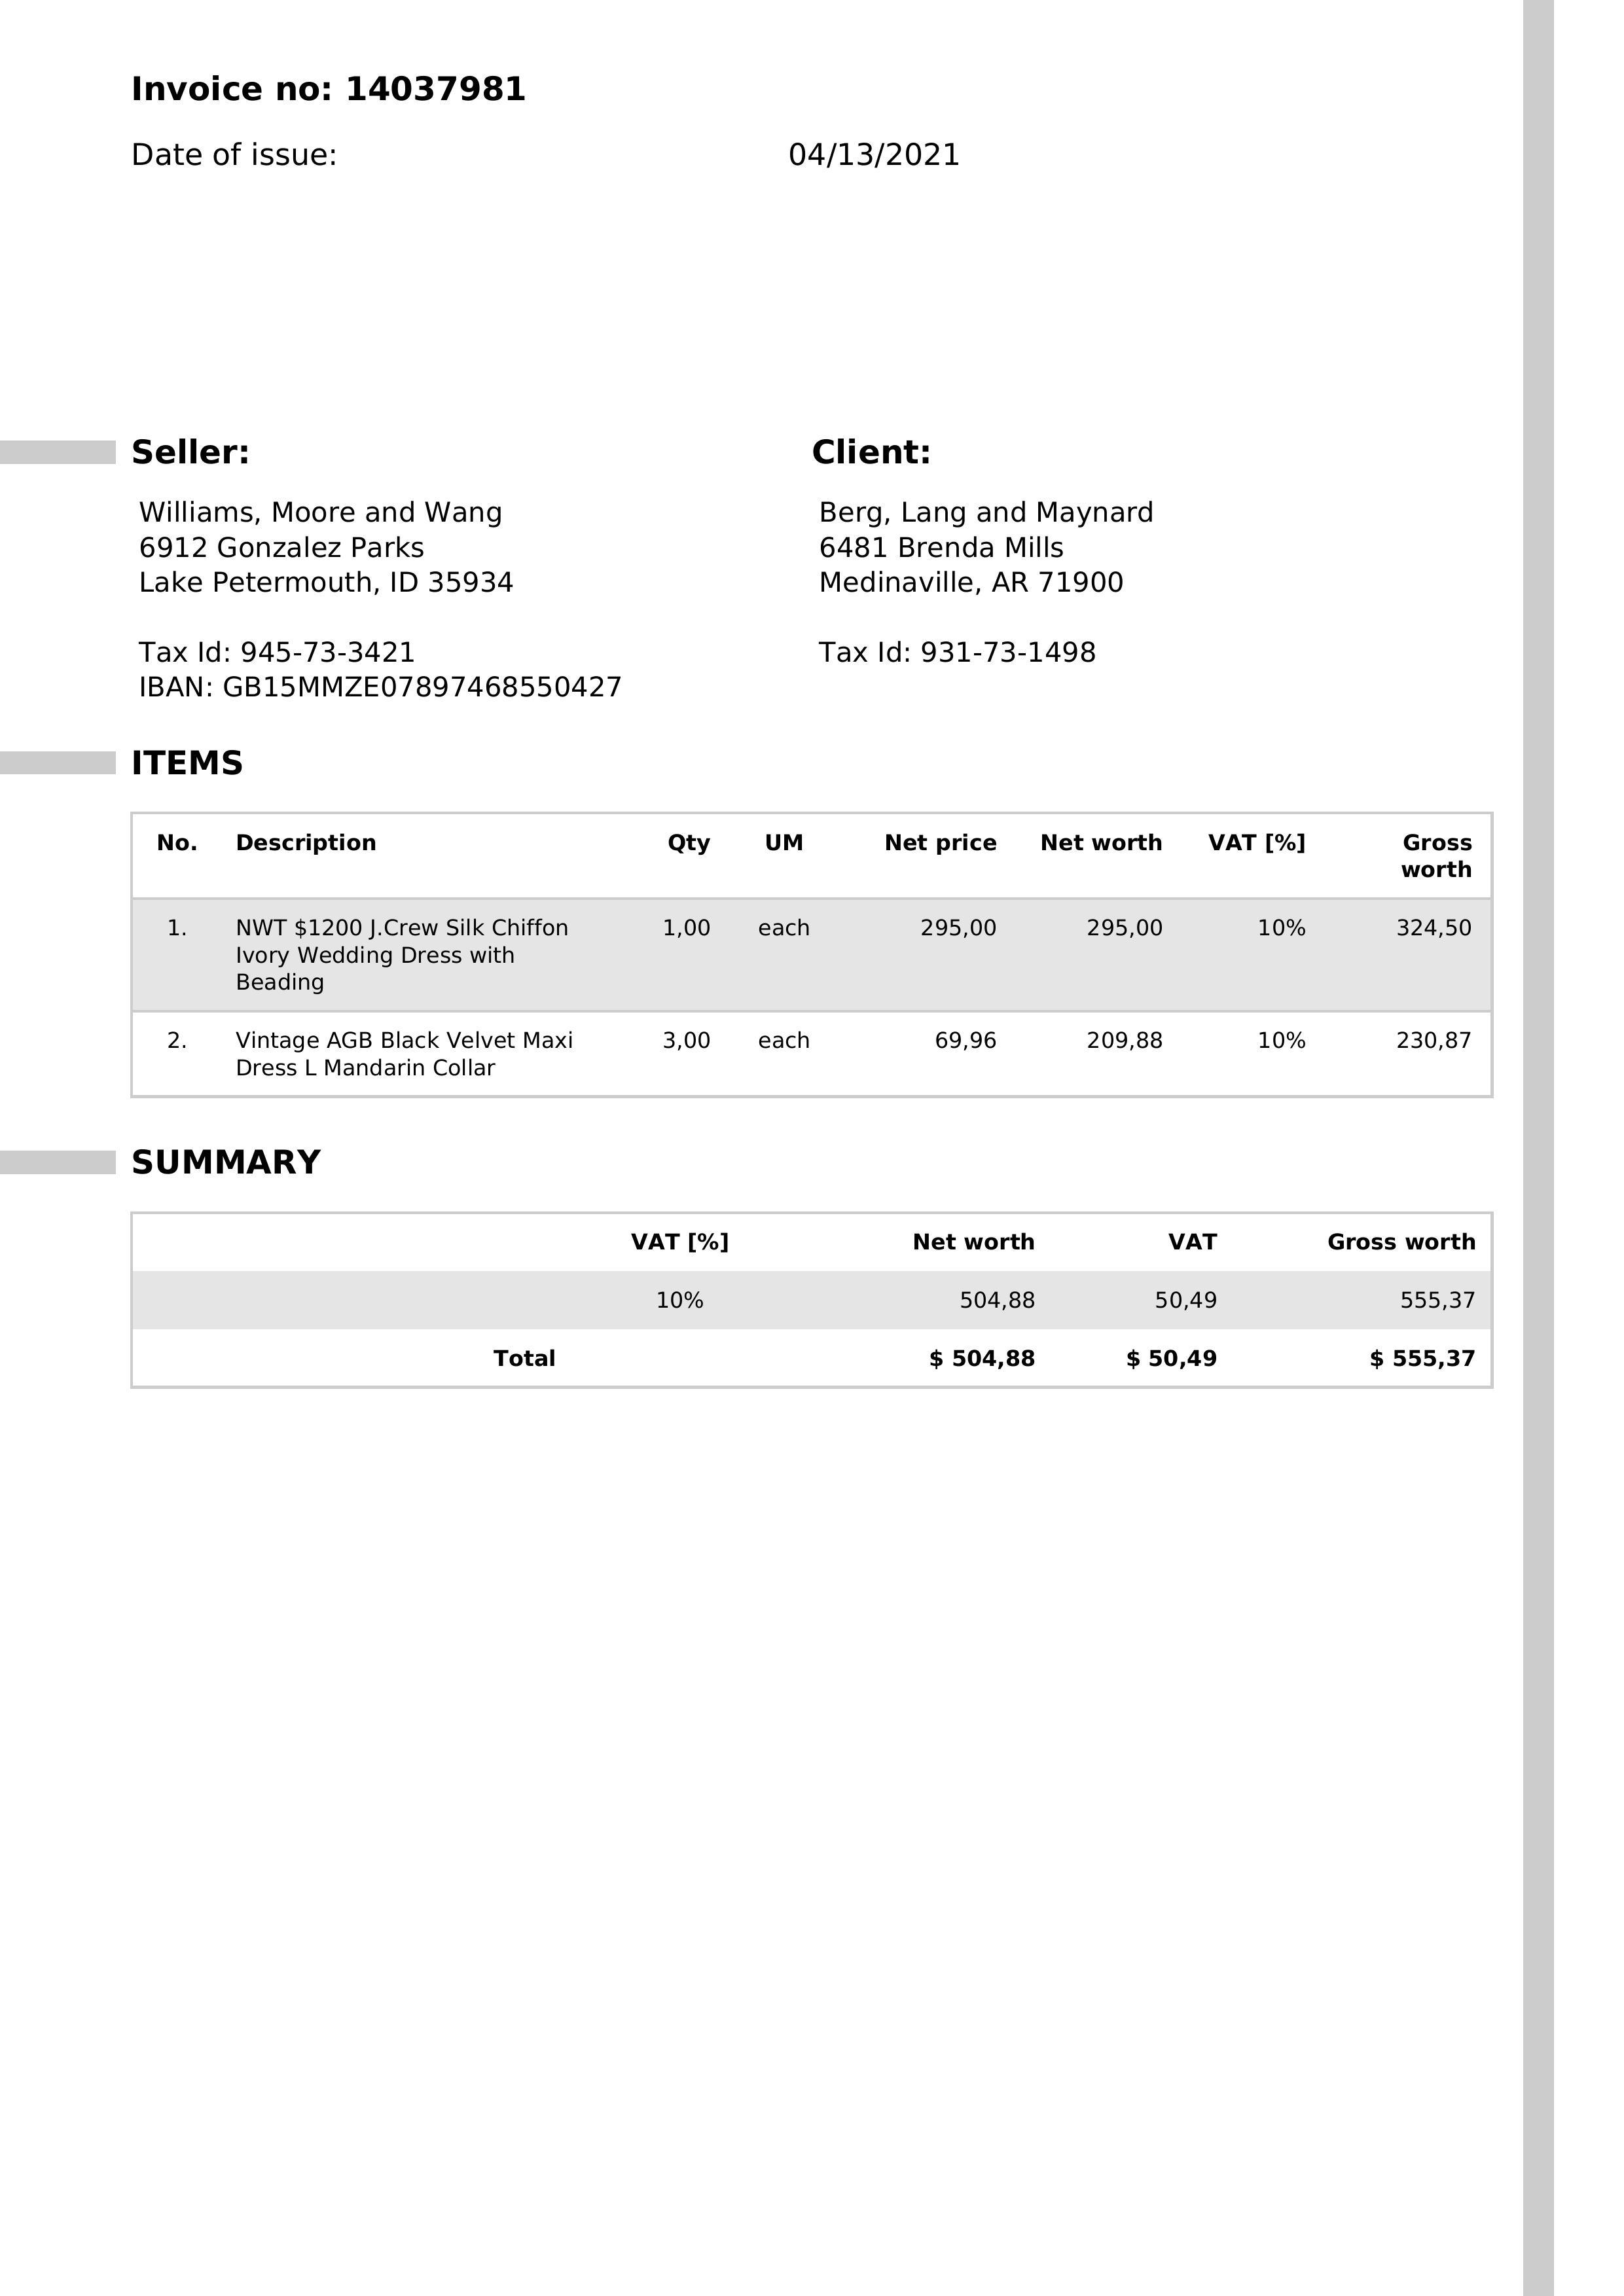 Invoice no: 14037981
Date of issue: 04/13/2021
Seller:
Williams, Moore and Wang
6912 Gonzalez Parks
Lake Petermouth, ID 35934
Tax Id: 945-73-3421
IBAN: GB15MMZE07897468550427
Client:
Berg, Lang and Maynard
6481 Brenda Mills
Medinaville, AR 71900
Tax Id: 931-73-1498
ITEMS
No. Description Qty UM Net price Net worth VAT [%] Gross
worth
1. NWT $1200 J.Crew Silk Chiffon 1,00 each 295,00 295,00 10% 324,50
Ivory Wedding Dress with
Beading
2. Vintage AGB Black Velvet Maxi 3,00 each 69,96 209,88 10% 230,87
Dress L Mandarin Collar
SUMMARY
VAT [%] Net worth VAT Gross worth
10% 504,88 50,49 555,37
Total $ 504,88 $ 50,49 $ 555,37